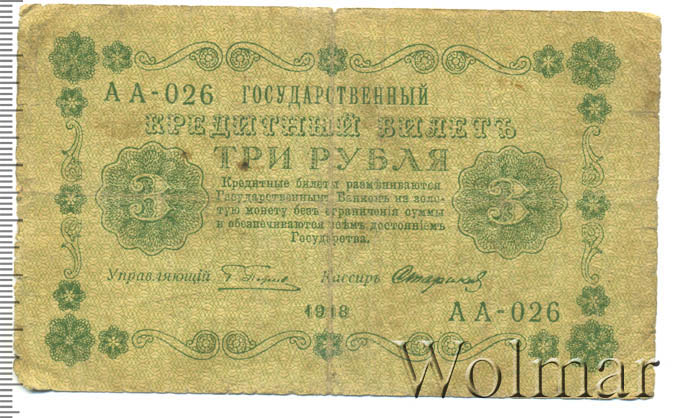 АА-026 ГОСУДАРСТВЕННЫЙ
КРЕДИТНЫЙ БИЛЕТЪ
ТРИ РУБЛЯ
3
Кредитные билеты размѣниваются
Государственнымъ Банкомъ на золо-
тую монету безъ ограниченія суммы
и обезпечиваются всѣмъ достояніемъ
Государства.
3
Управляющій Кассиръ Стариков
1918
АА-026
Wolmar